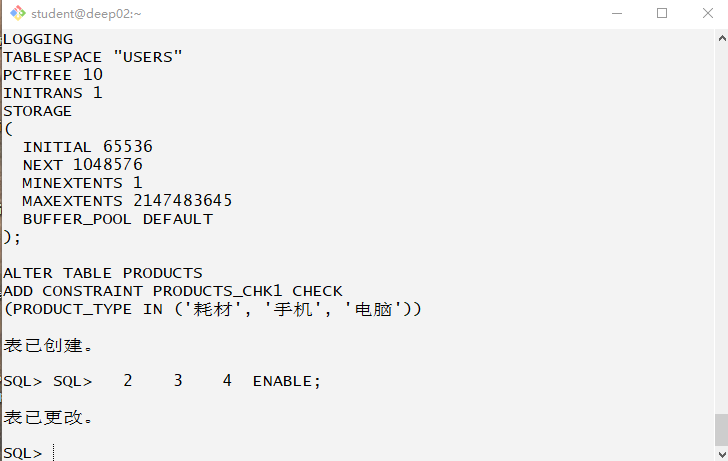 student@deep02:~
LOGGING
TABLESPACE "USERS"
PCTFREE 10
INITRANS 1
STORAGE
(
  INITIAL 65536
  NEXT 1048576
  MINEXTENTS 1
  MAXEXTENTS 2147483645
  BUFFER_POOL DEFAULT
);
ALTER TABLE PRODUCTS
ADD CONSTRAINT PRODUCTS_CHK1 CHECK
(PRODUCT_TYPE IN ('耗材', '手机', '电脑'))
表已创建。
SQL> SQL>   2    3    4  ENABLE;
表已更改。
SQL>